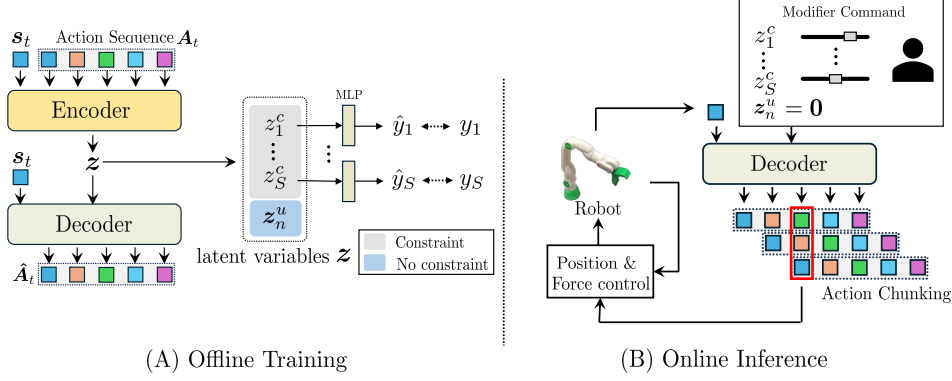 s_t
Action Sequence A_t
Encoder
z
s_t
Decoder
Â_t
z_1^c
⋮
z_S^c
z_n^u
latent variables z
MLP
⋮
ŷ_1
y_1
⋮
ŷ_S
y_S
Constraint
No constraint
(A) Offline Training
Modifier Command
z_1^c
⋮
z_S^c
⋮
z_n^u = 0
Decoder
Robot
Position &
Force control
Action Chunking
(B) Online Inference